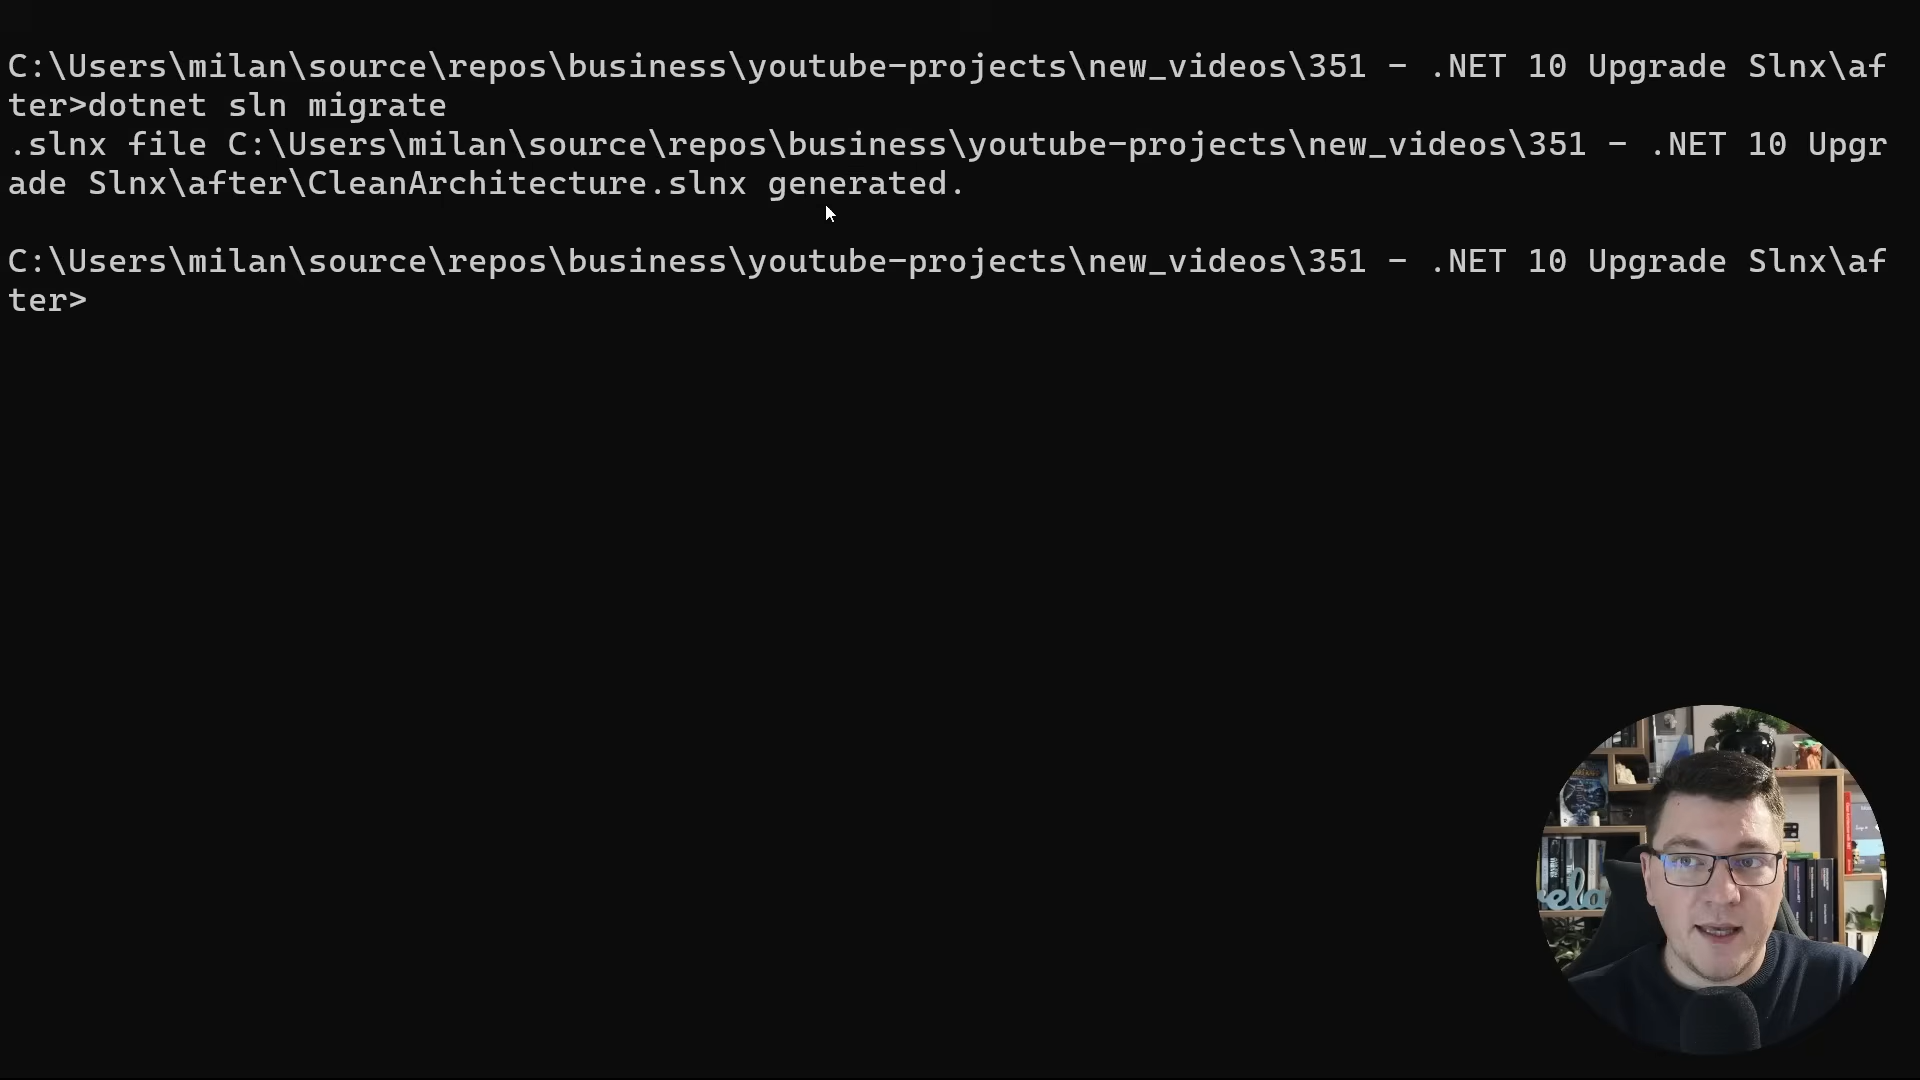 C:\Users\milan\source\repos\business\youtube-projects\new_videos\351 - .NET 10 Upgrade Slnx\af
ter>dotnet sln migrate
.slnx file C:\Users\milan\source\repos\business\youtube-projects\new_videos\351 - .NET 10 Upgr
ade Slnx\after\CleanArchitecture.slnx generated.
C:\Users\milan\source\repos\business\youtube-projects\new_videos\351 - .NET 10 Upgrade Slnx\af
ter>